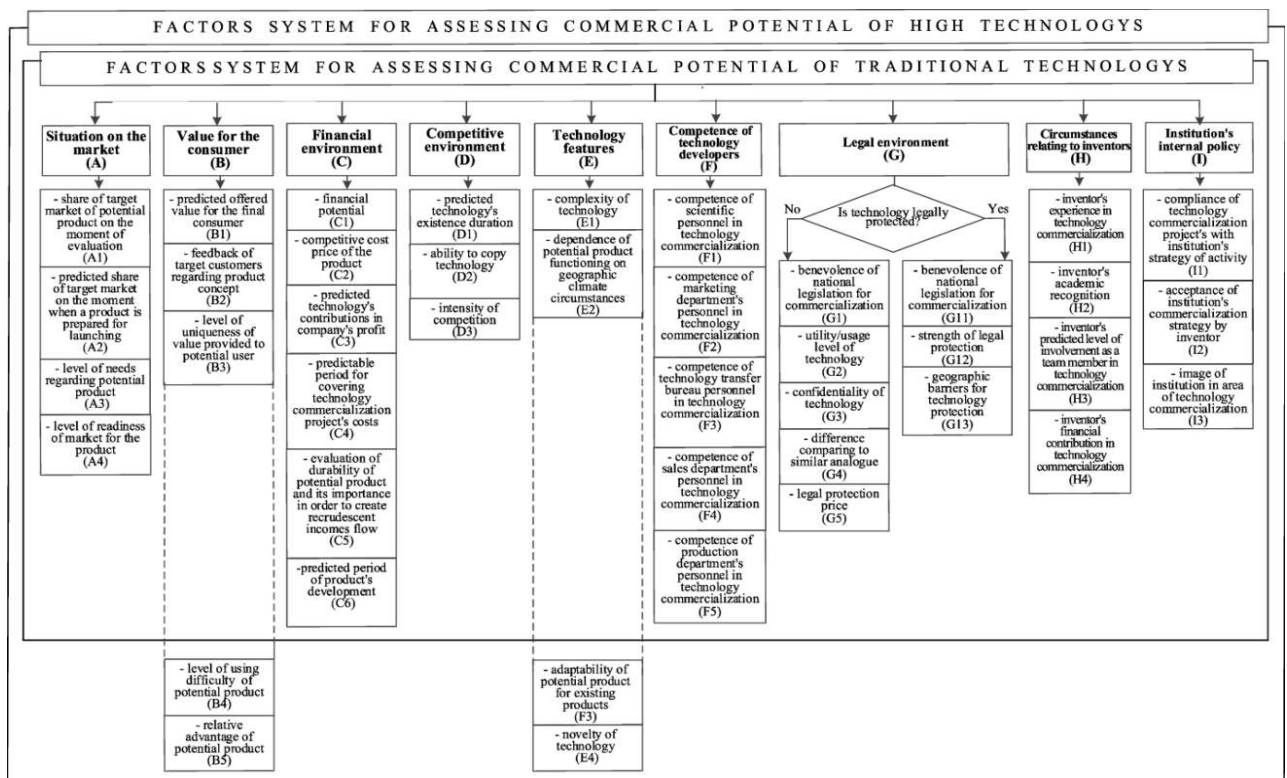 FACTORS SYSTEM FOR ASSESSING COMMERCIAL POTENTIAL OF HIGH TECHNOLOGYS
FACTORS SYSTEM FOR ASSESSING COMMERCIAL POTENTIAL OF TRADITIONAL TECHNOLOGYS
Situation on the
market
(A)
- share of target
market of potential
product on the
moment of
evaluation
(A1)
- predicted share
of target market
on the moment
when a product is
prepared for
launching
(A2)
- level of needs
regarding potential
product
(A3)
- level of readiness
of market for the
product
(A4)
Value for the
consumer
(B)
- predicted offered
value for the final
consumer
(B1)
- feedback of
target customers
regarding product
concept
(B2)
- level of
uniqueness of
value provided to
potential user
(B3)
- level of using
difficulty of
potential product
(B4)
- relative
advantage of
potential product
(B5)
Financial
environment
(C)
- financial
potential
(C1)
- competitive cost
price of the
product
(C2)
- predicted
technology's
contributions in
company's profit
(C3)
- predictable
period for
covering
technology
commercialization
project's costs
(C4)
- evaluation of
durability of
potential product
and its importance
in order to create
recrudescent
incomes flow
(C5)
-predicted period
of product's
development
(C6)
Competitive
environment
(D)
- predicted
technology's
existence duration
(D1)
- ability to copy
technology
(D2)
- intensity of
competition
(D3)
Technology
features
(E)
- complexity of
technology
(E1)
- dependence of
potential product
functioning on
geographic
climate
circumstances
(E2)
- adaptability of
potential product
for existing
products
(F3)
- novelty of
technology
(E4)
Competence of
technology
developers
(F)
- competence of
scientific
personnel in
technology
commercialization
(F1)
- competence of
marketing
department's
personnel in
technology
commercialization
(F2)
- competence of
technology transfer
bureau personnel
in technology
commercialization
(F3)
- competence of
sales department's
personnel in
technology
commercialization
(F4)
- competence of
production
department's
personnel in
technology
commercialization
(F5)
Legal environment
(G)
Is technology legally
protected?
No
Yes
- benevolence of
national
legislation for
commercialization
(G1)
- utility/usage
level of
technology
(G2)
- confidentiality of
technology
(G3)
- difference
comparing to
similar analogue
(G4)
- legal protection
price
(G5)
- benevolence of
national
legislation for
commercialization
(G11)
- strength of legal
protection
(G12)
- geographic
barriers for
technology
protection
(G13)
Circumstances
relating to inventors
(H)
- inventor's
experience in
technology
commercialization
(H1)
- inventor's
academic
recognition
(H2)
- inventor's
predicted level of
involvement as a
team member in
technology
commercialization
(H3)
- inventor's
financial
contribution in
technology
commercialization
(H4)
Institution's
internal policy
(I)
- compliance of
technology
commercialization
project's with
institution's
strategy of activity
(I1)
- acceptance of
institution's
commercialization
strategy by
inventor
(I2)
- image of
institution in area
of technology
commercialization
(I3)